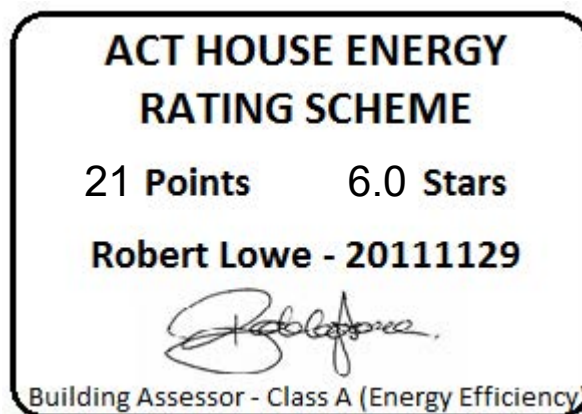 ACT HOUSE ENERGY
RATING SCHEME
21 Points 6.0 Stars
Robert Lowe - 20111129
Building Assessor - Class A (Energy Efficiency)